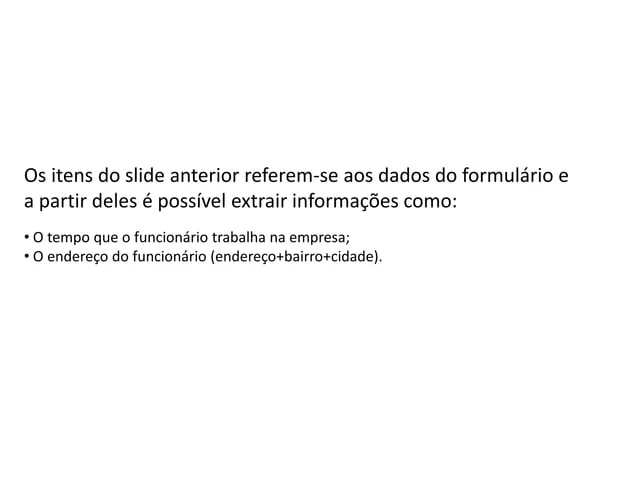 Os itens do slide anterior referem-se aos dados do formulário e
a partir deles é possível extrair informações como:
• O tempo que o funcionário trabalha na empresa;
• O endereço do funcionário (endereço+bairro+cidade).